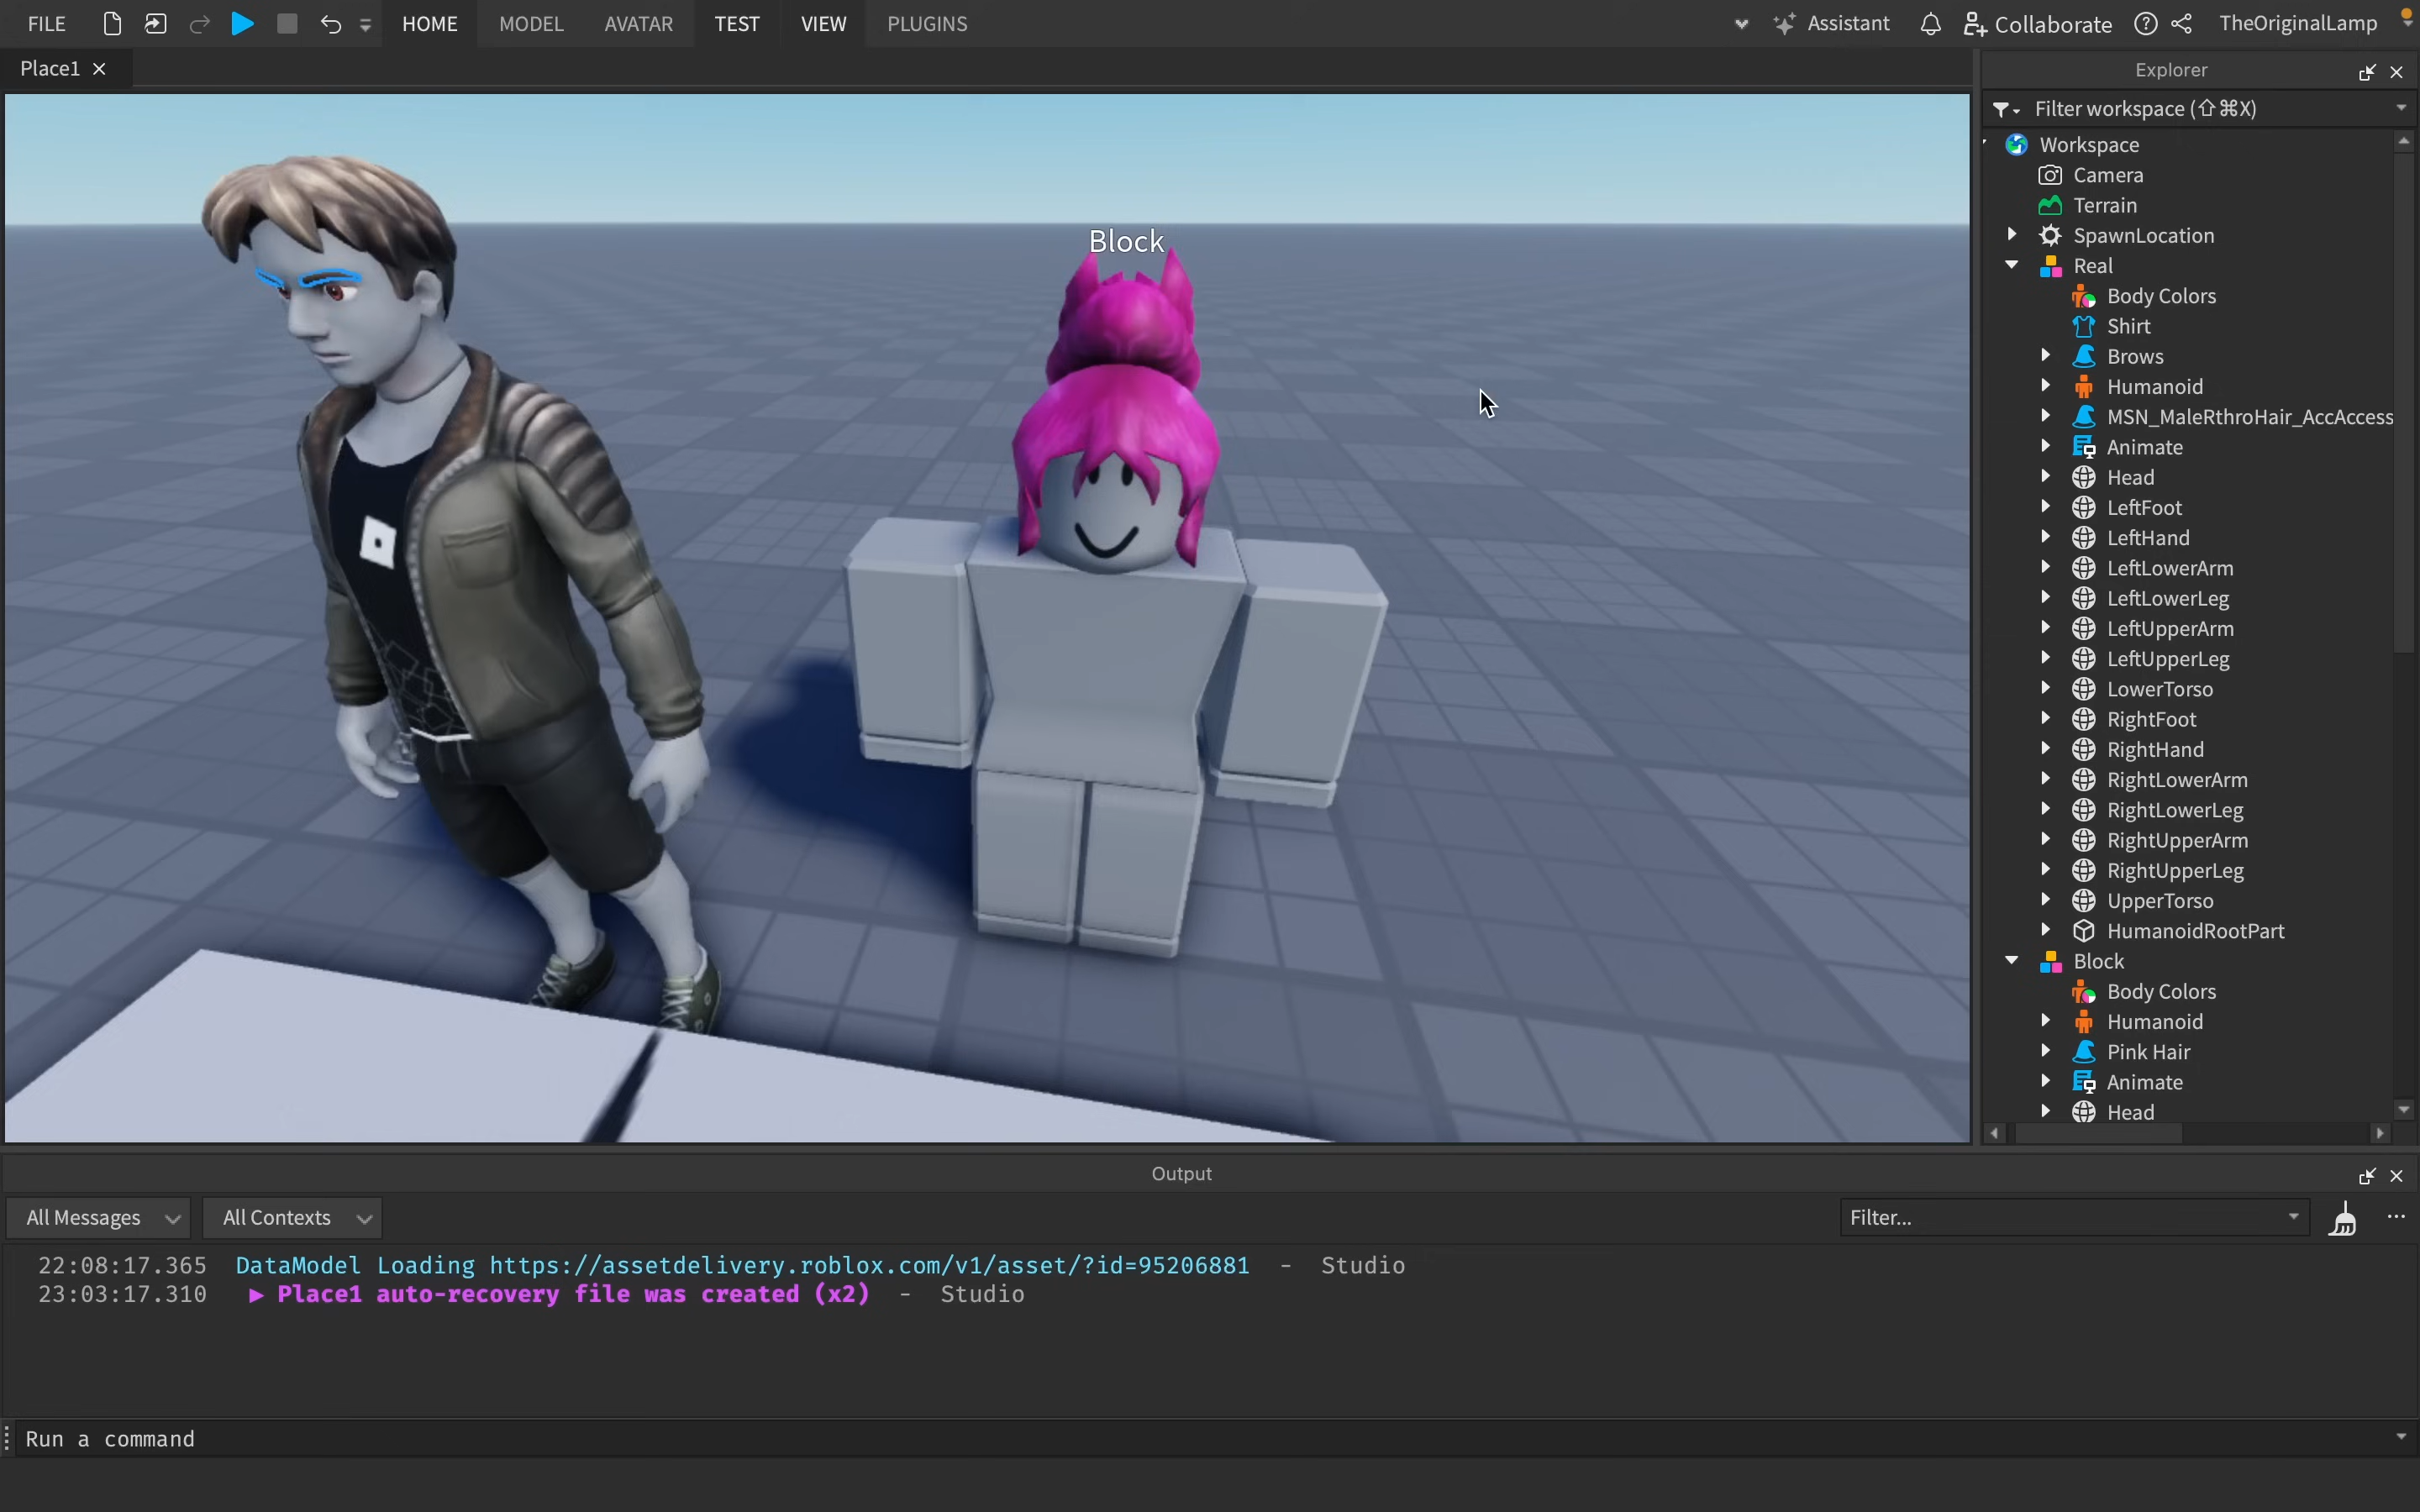 FILE
HOME
MODEL
AVATAR
TEST
VIEW
PLUGINS
Assistant
Collaborate
TheOriginalLamp
Place1
Block
Explorer
Filter workspace (⇧⌘X)
Workspace
Camera
Terrain
SpawnLocation
Real
Body Colors
Shirt
Brows
Humanoid
MSN_MaleRthroHair_AccAccess
Animate
Head
LeftFoot
LeftHand
LeftLowerArm
LeftLowerLeg
LeftUpperArm
LeftUpperLeg
LowerTorso
RightFoot
RightHand
RightLowerArm
RightLowerLeg
RightUpperArm
RightUpperLeg
UpperTorso
HumanoidRootPart
Block
Body Colors
Humanoid
Pink Hair
Animate
Head
Output
All Messages
All Contexts
Filter...
22:08:17.365 DataModel Loading https://assetdelivery.roblox.com/v1/asset/?id=95206881 - Studio
23:03:17.310 ▶ Place1 auto-recovery file was created (x2) - Studio
Run a command